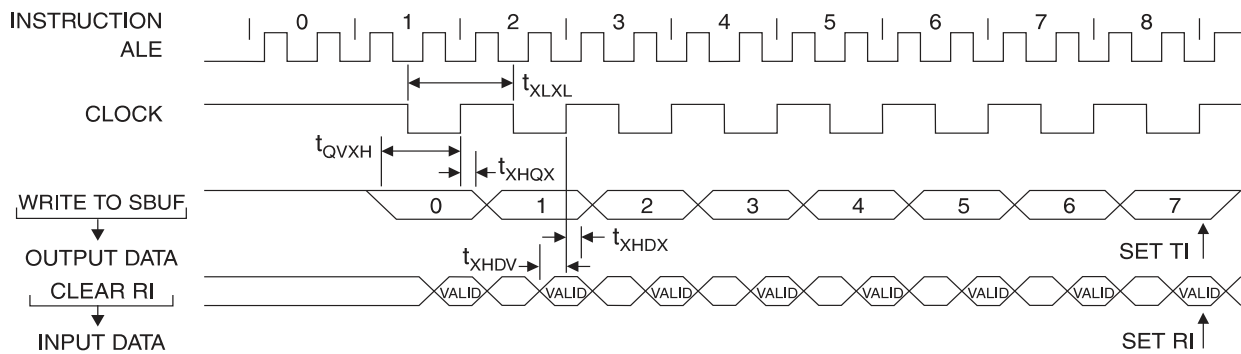 INSTRUCTION 0 1 2 3 4 5 6 7 8
ALE
tXLXL
CLOCK
tQVXH
tXHQX
WRITE TO SBUF 0 1 2 3 4 5 6 7
tXHDX
OUTPUT DATA SET TI
tXHDV
CLEAR RI VALID VALID VALID VALID VALID VALID VALID VALID
INPUT DATA SET RI